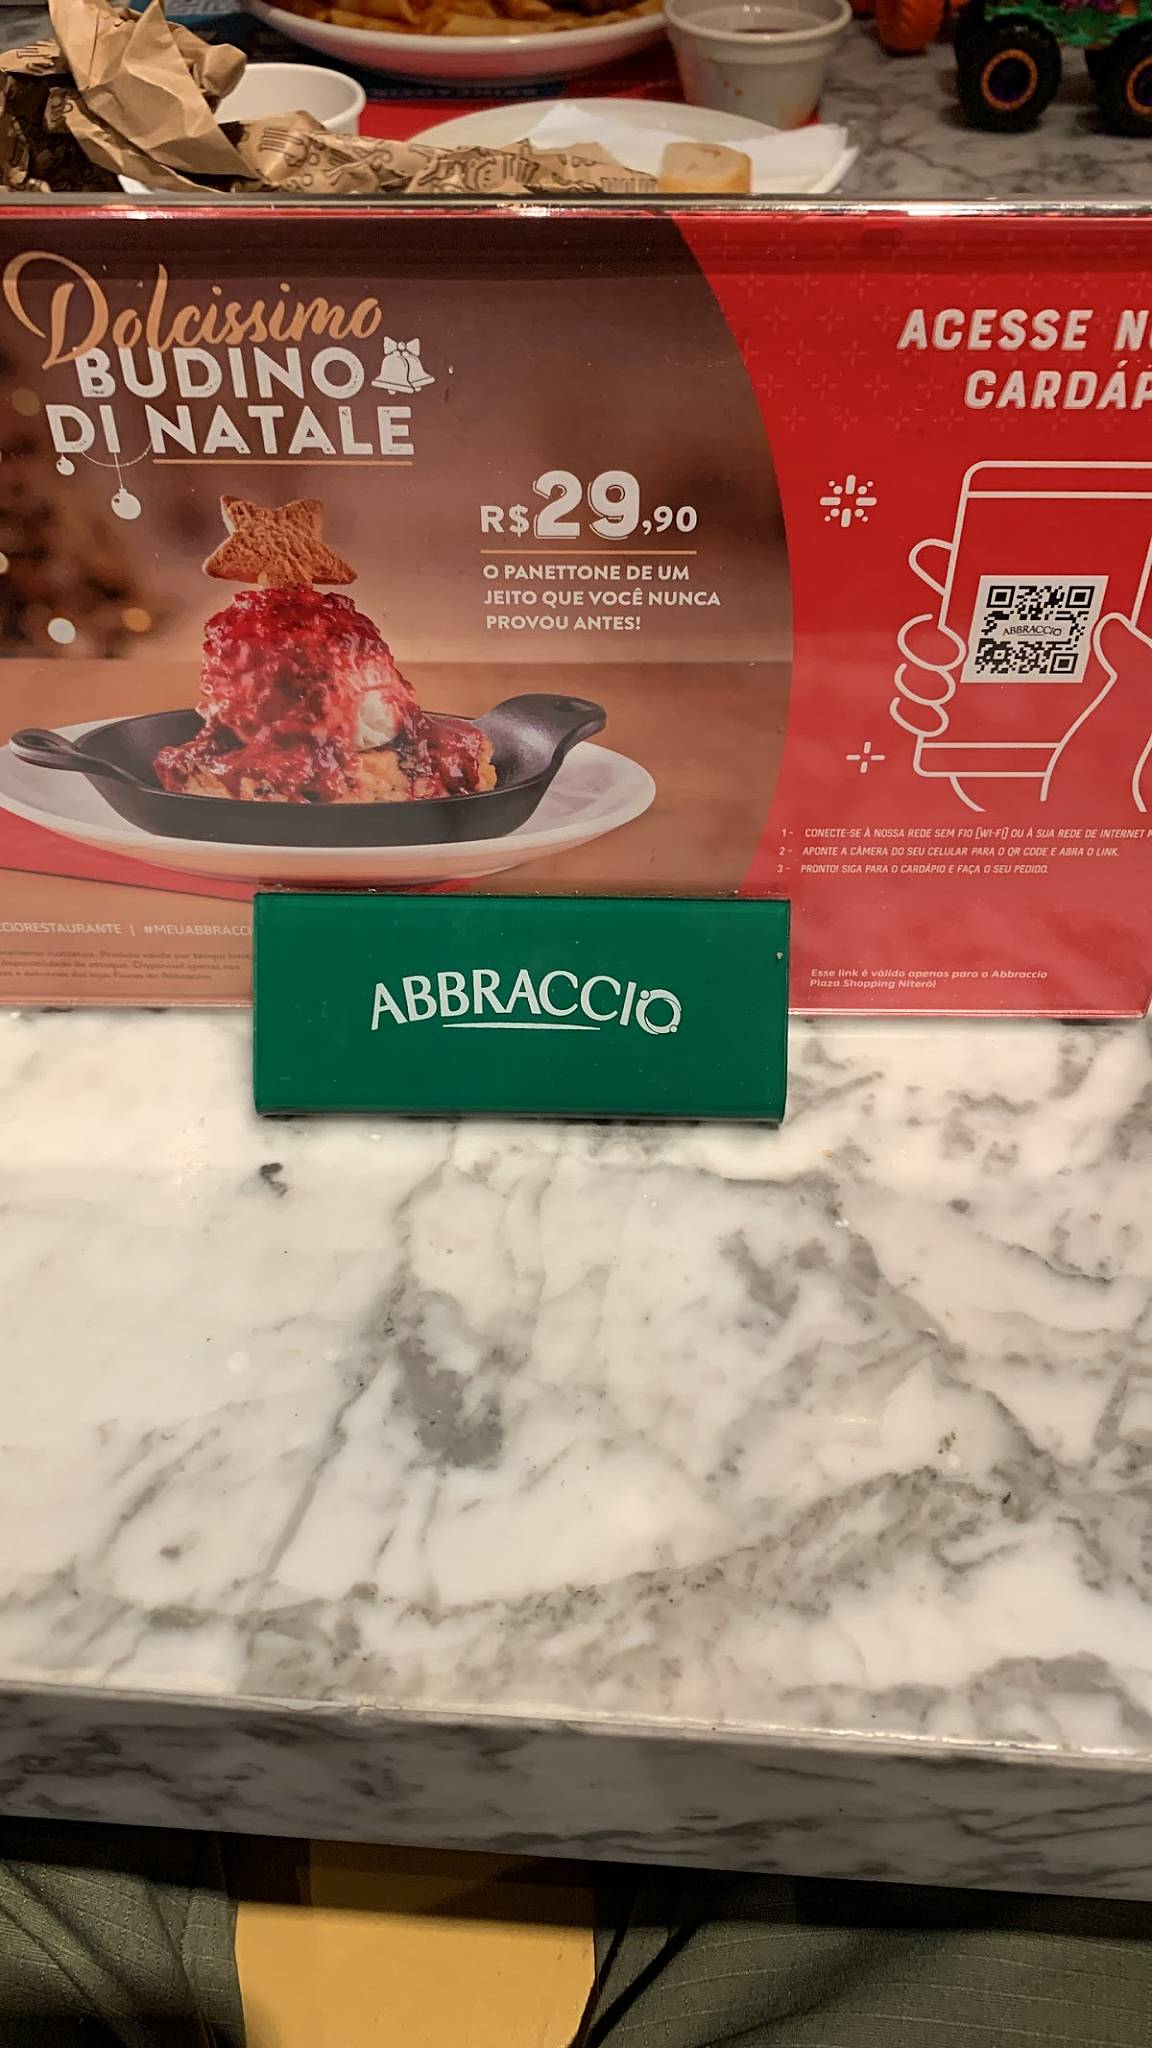 Dolcissimo
BUDINO
DI NATALE
R$29,90
O PANETTONE DE UM
JEITO QUE VOCÊ NUNCA
PROVOU ANTES!
CIORESTAURANTE | #MEUABBRACCI
ACESSE N
CARDÁP
ABBRACCIO
1 - CONECTE-SE À NOSSA REDE SEM FIO [WI-FI] OU À SUA REDE DE INTERNET
2 - APONTE A CÂMERA DO SEU CELULAR PARA O QR CODE E ABRA O LINK.
3 - PRONTO! SIGA PARA O CARDÁPIO E FAÇA O SEU PEDIDO.
Esse link é válido apenas para o Abbraccio
Plaza Shopping Niterói
ABBRACCIO